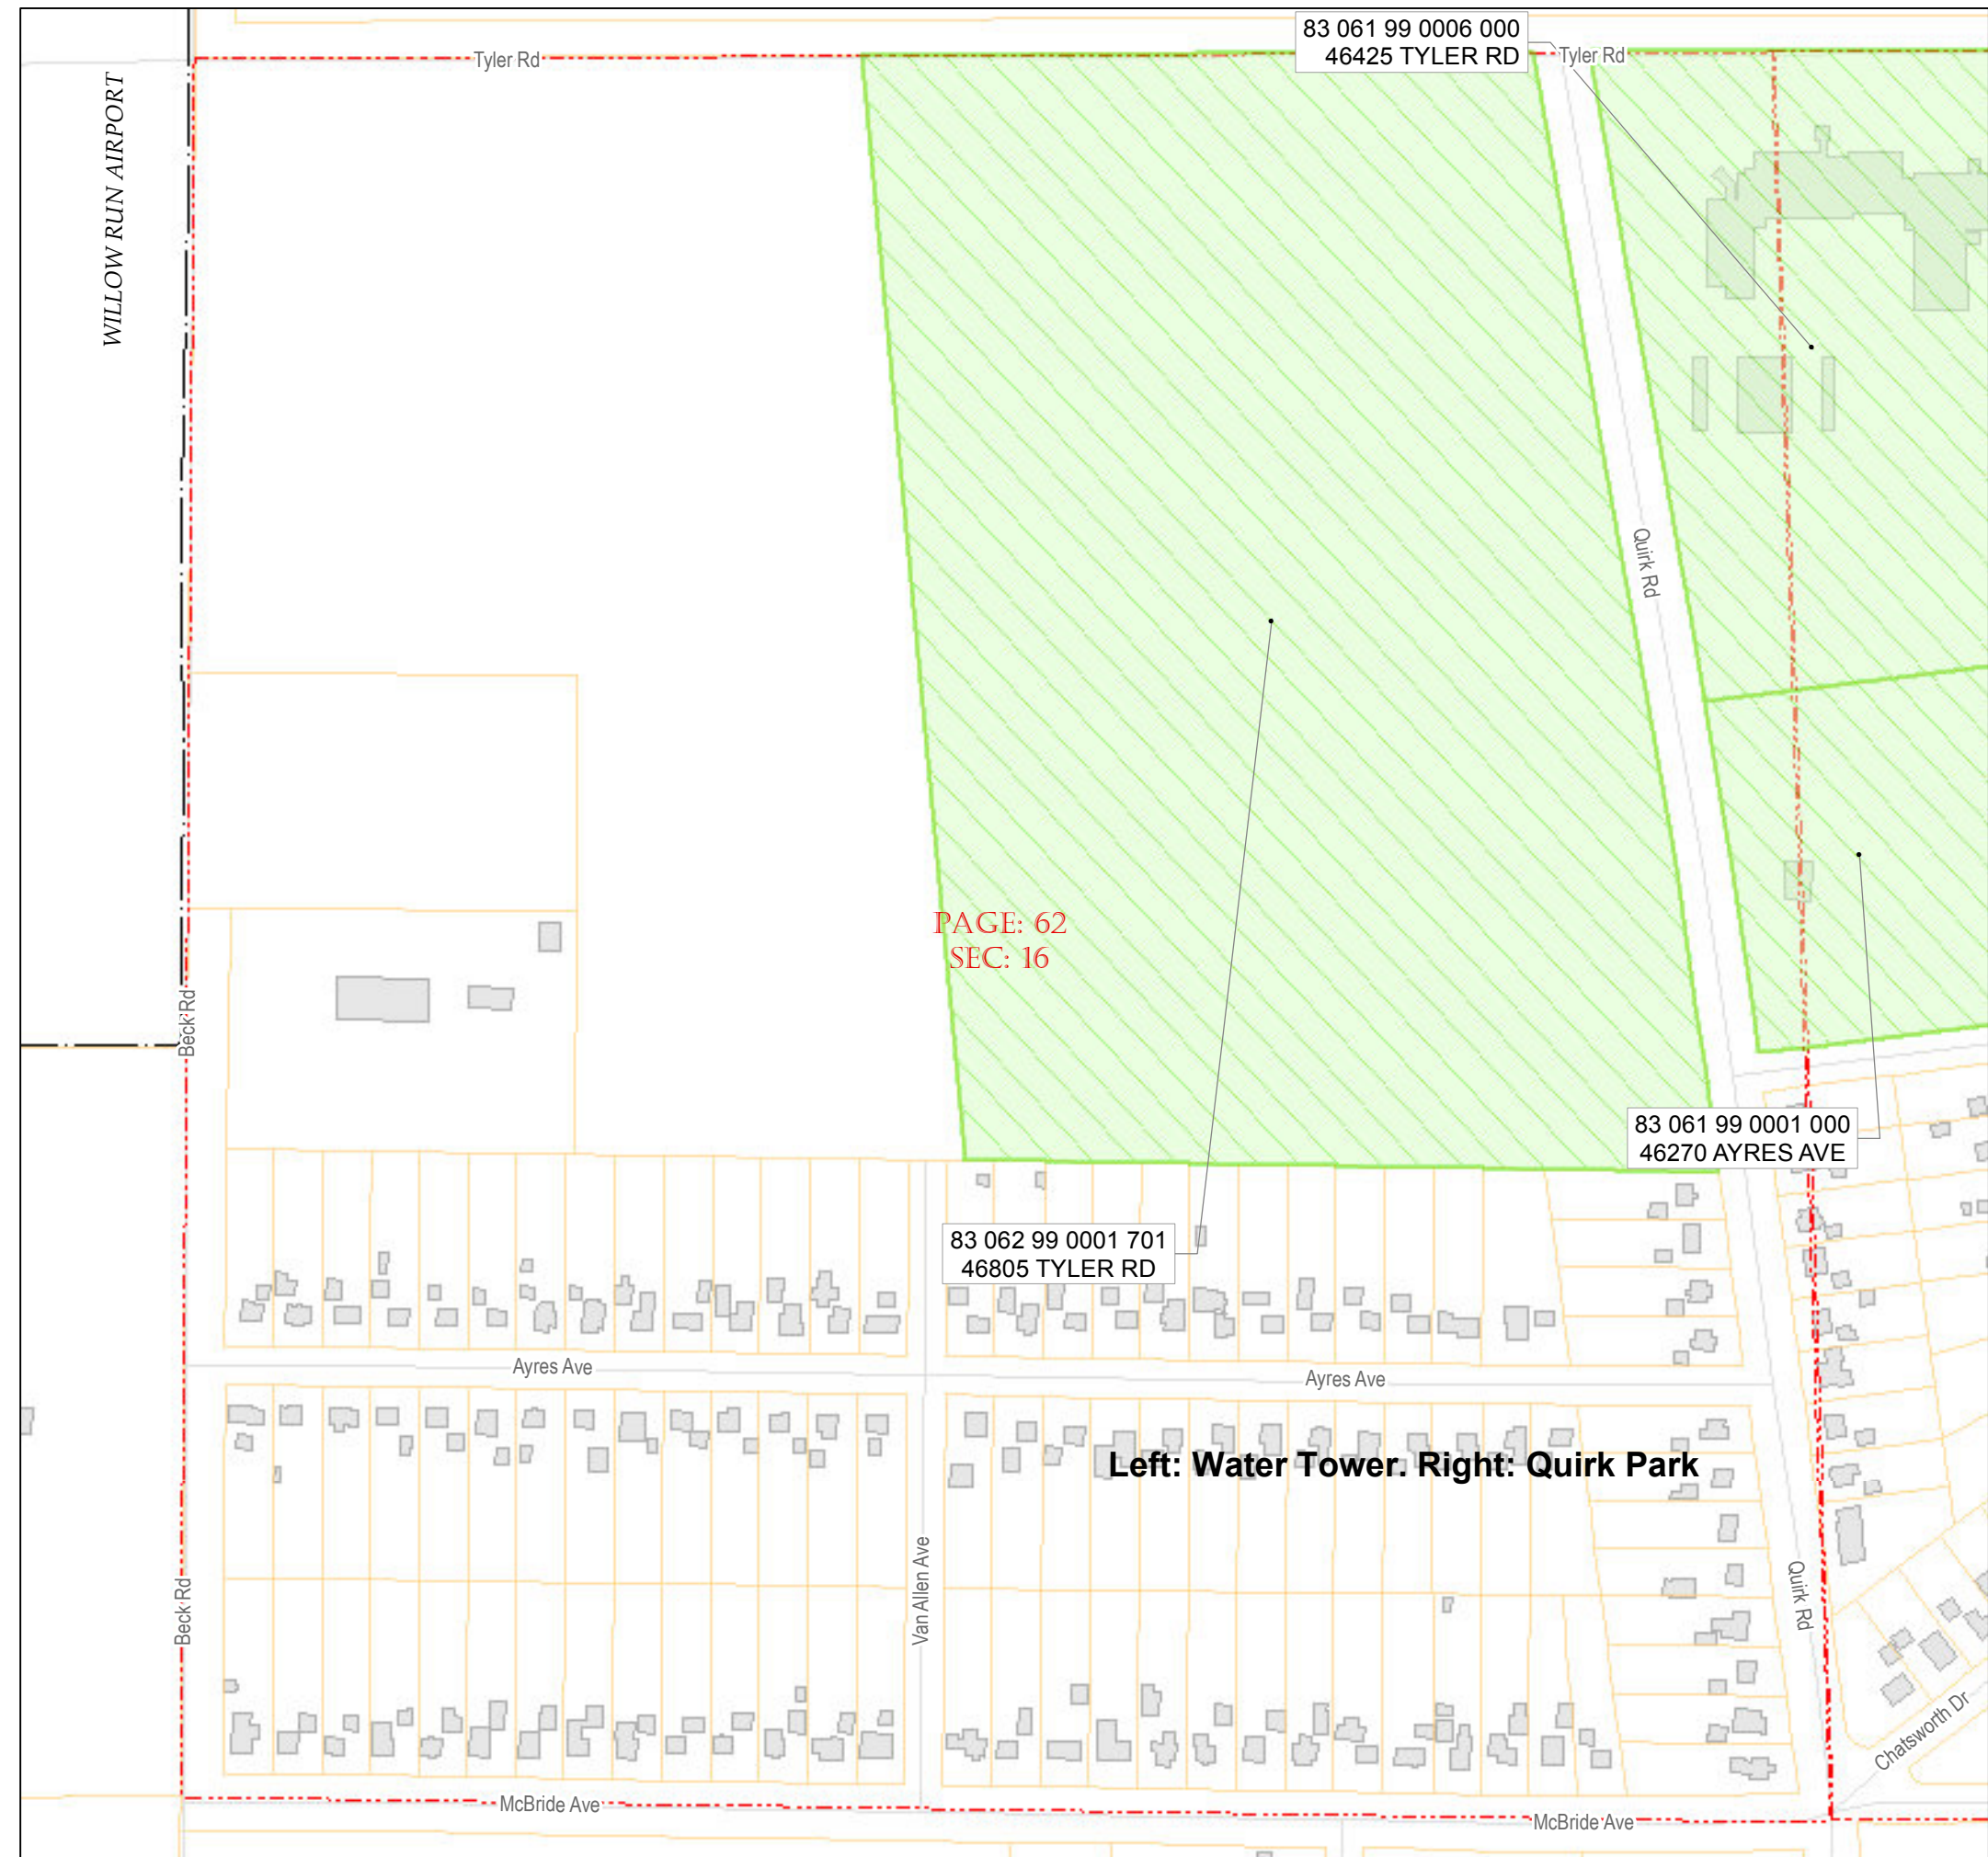 83 061 99 0006 000
46425 TYLER RD
Tyler Rd
Tyler Rd
WILLOW RUN AIRPORT
Quirk Rd
PAGE: 62
SEC: 16
Beck Rd
83 061 99 0001 000
46270 AYRES AVE
83 062 99 0001 701
46805 TYLER RD
Ayres Ave
Ayres Ave
Left: Water Tower. Right: Quirk Park
Beck Rd
Van Allen Ave
Quirk Rd
Chatsworth Dr
McBride Ave
McBride Ave